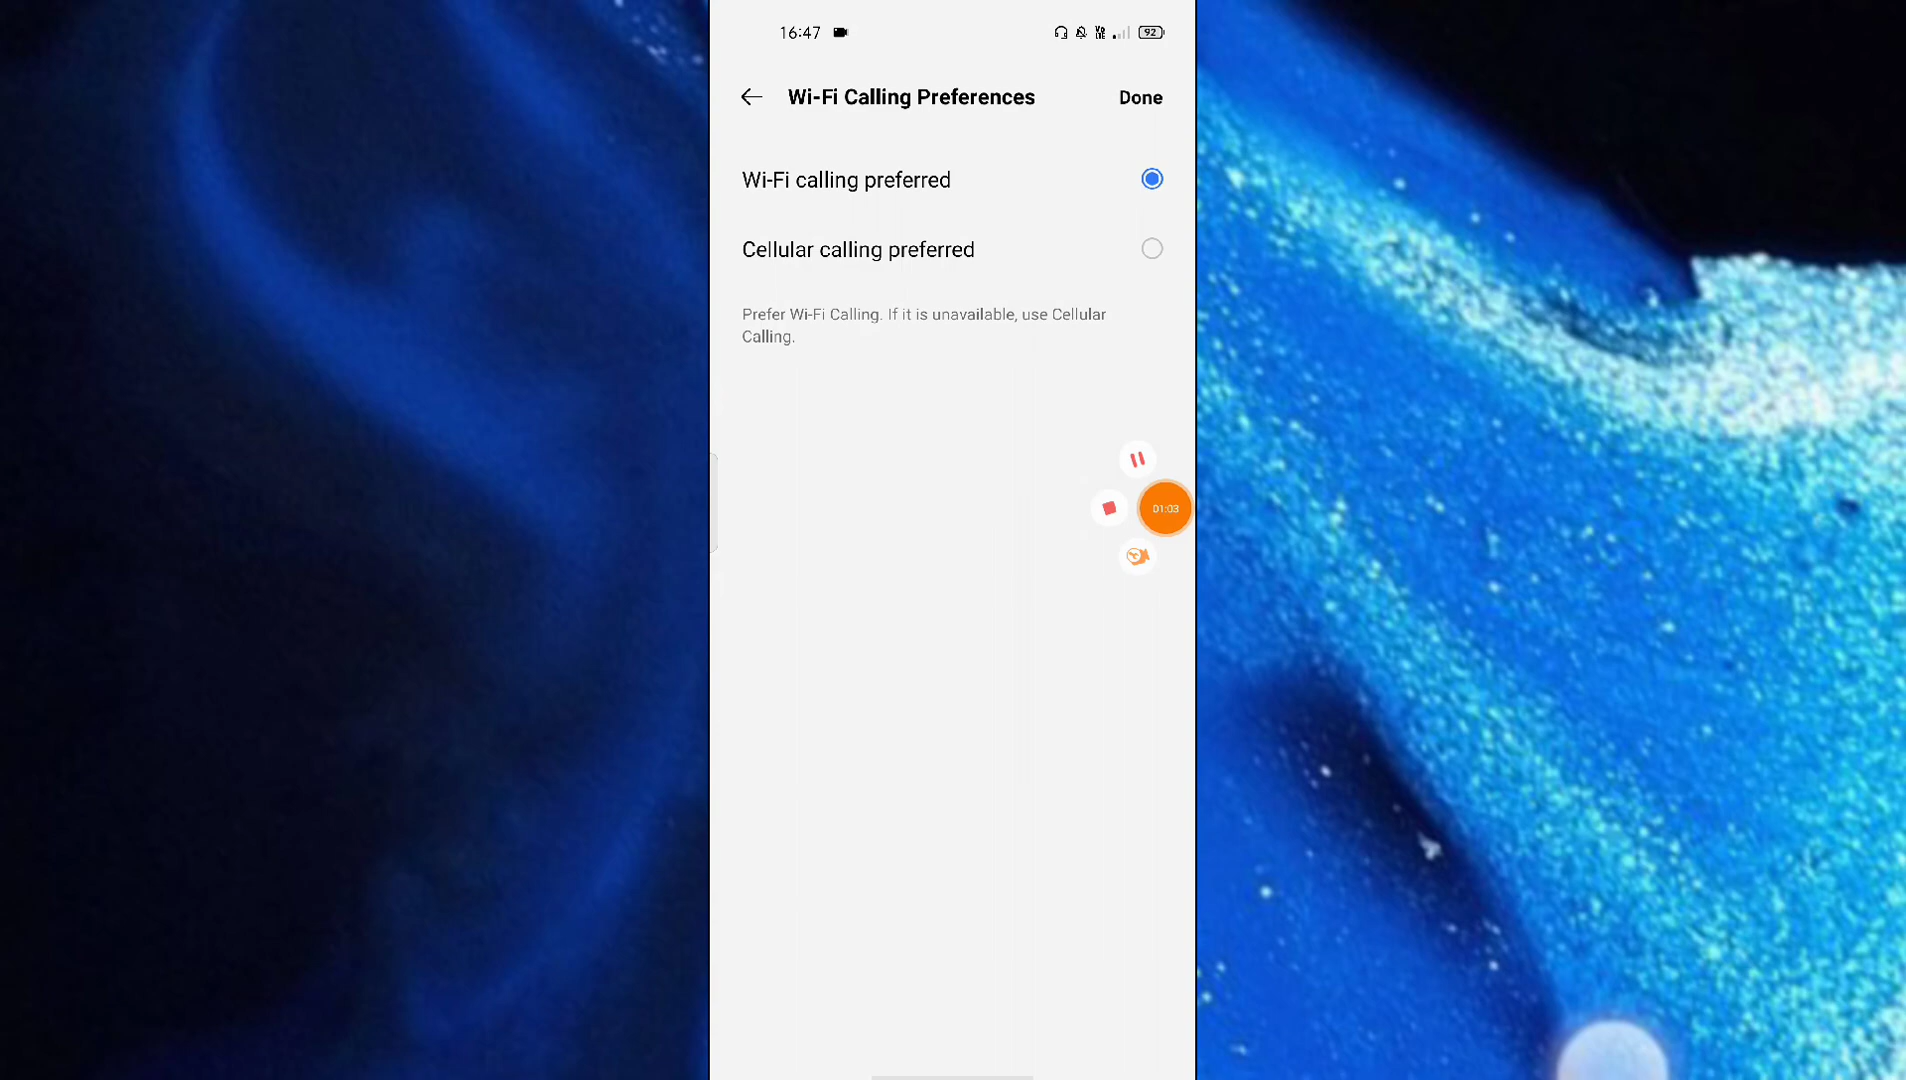 16:47
92
Wi-Fi Calling Preferences
Done
Wi-Fi calling preferred
Cellular calling preferred
Prefer Wi-Fi Calling. If it is unavailable, use Cellular
Calling.
01:03